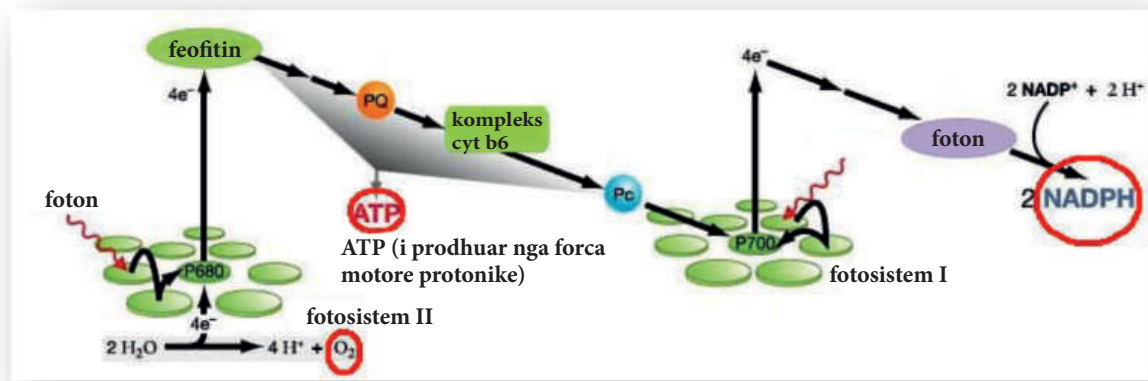 feofitin
4e⁻
PQ
kompleks
cyt b6
Pc
ATP
ATP (i prodhuar nga forca
motore protonike)
foton
P680
4e⁻
fotosistem II
2 H₂O
4 H⁺ + O₂
4e⁻
P700
fotosistem I
foton
2 NADP⁺ + 2 H⁺
2 NADPH